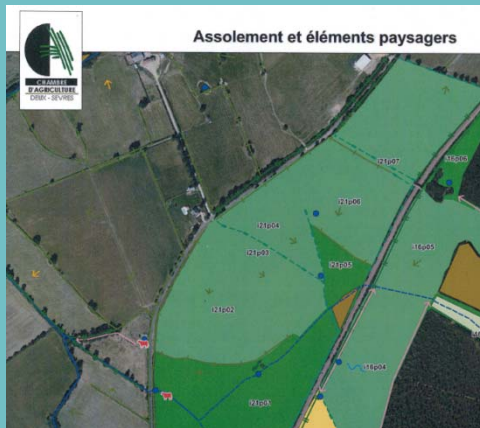 Assolement et éléments paysagers
CHAMBRE
D'AGRICULTURE
DEUX - SÈVRES
i21p07
i16p06
i21p06
i21p04
i21p03
i16p05
i21p05
i21p02
i16p04
i21p01